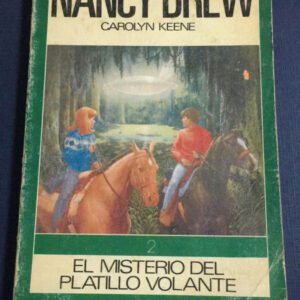 NANCY DREW
CAROLYN KEENE
2
EL MISTERIO DEL
PLATILLO VOLANTE